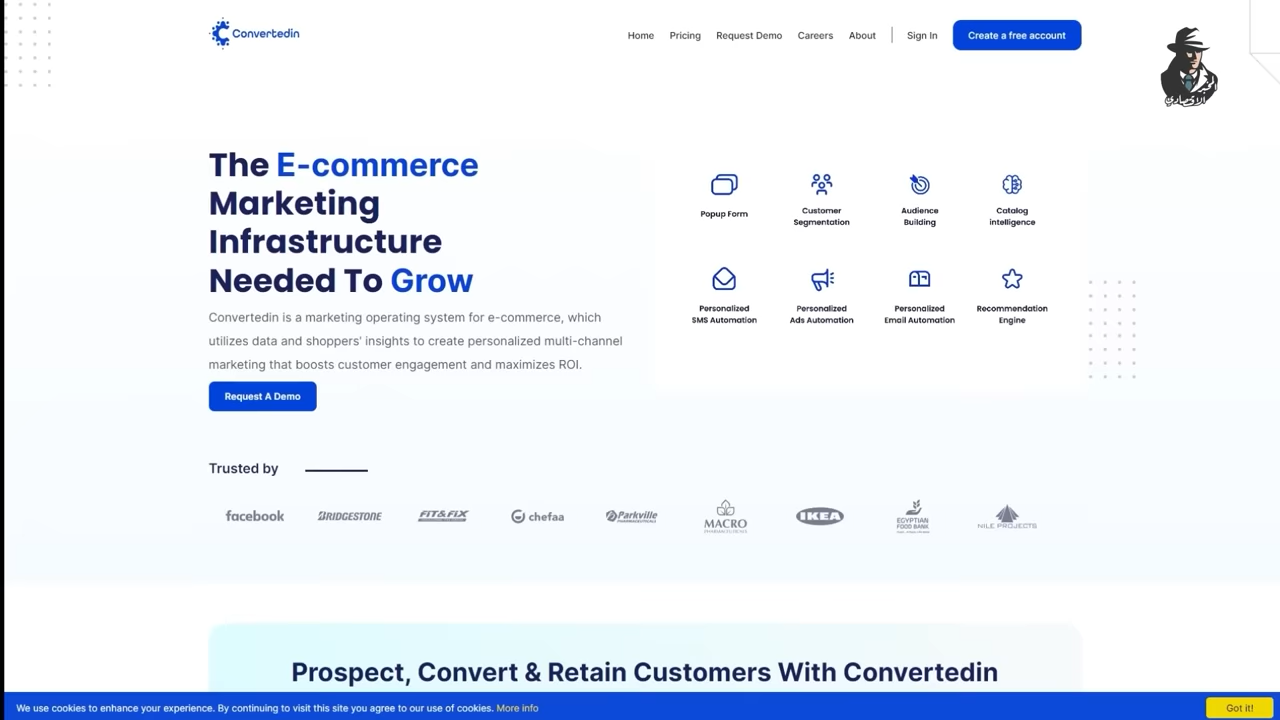 Convertedin
Home
Pricing
Request Demo
Careers
About
Sign In
Create a free account
المخبر
الاقتصادي
The E-commerce
Marketing
Infrastructure
Needed To Grow
Convertedin is a marketing operating system for e-commerce, which
utilizes data and shoppers' insights to create personalized multi-channel
marketing that boosts customer engagement and maximizes ROI.
Request A Demo
Popup Form
Customer
Segmentation
Audience
Building
Catalog
intelligence
Personalized
SMS Automation
Personalized
Ads Automation
Personalized
Email Automation
Recommendation
Engine
Trusted by
facebook
BRIDGESTONE
FIT&FIX
chefaa
Parkville
PHARMACEUTICALS
MACRO
PHARMACEUTICALS
IKEA
EGYPTIAN
FOOD BANK
NILE PROJECTS
Prospect, Convert & Retain Customers With Convertedin
We use cookies to enhance your experience. By continuing to visit this site you agree to our use of cookies. More info
Got it!